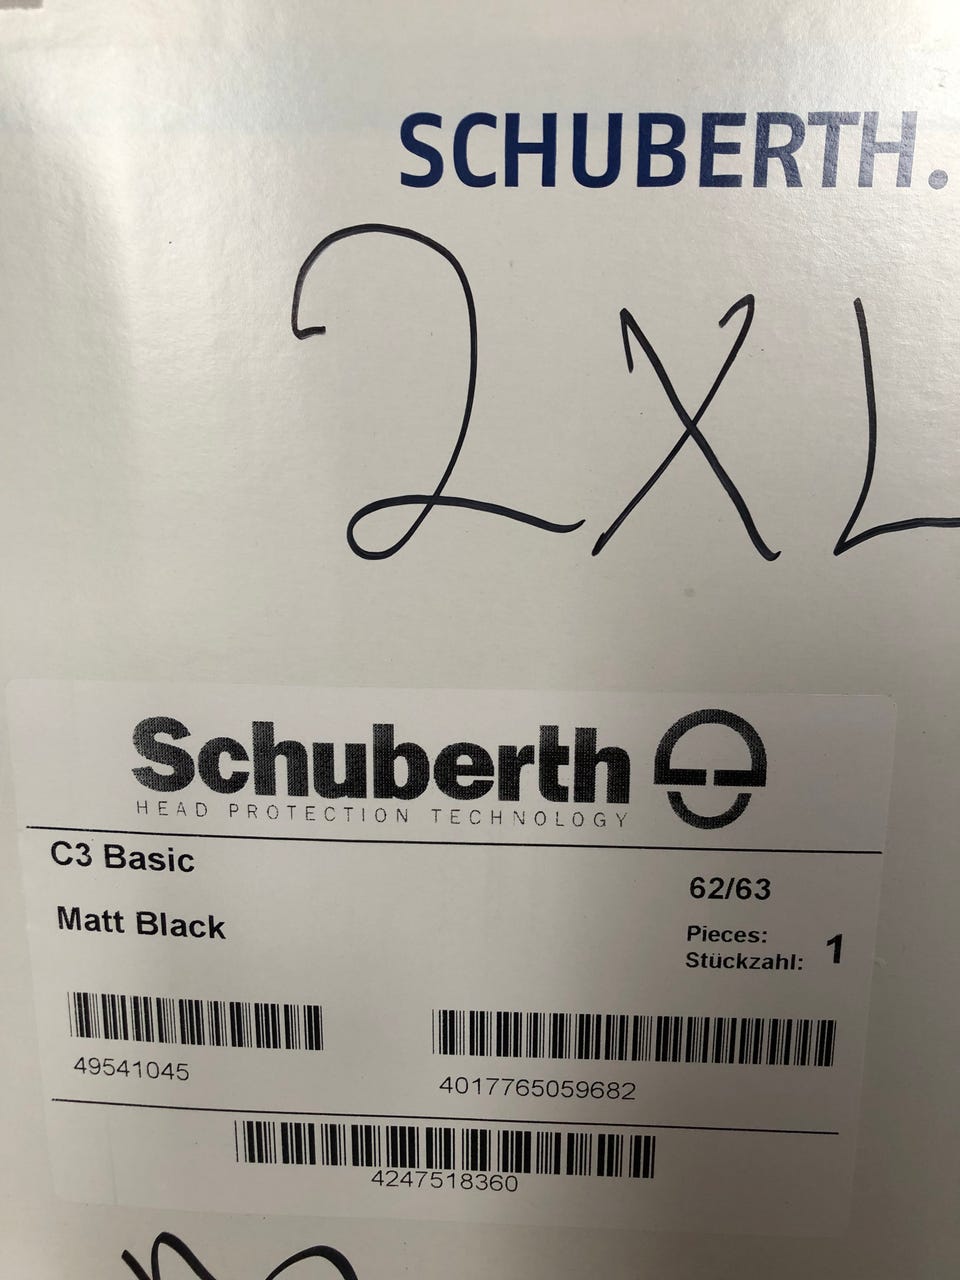 SCHUBERTH.
2XL
Schuberth
HEAD PROTECTION TECHNOLOGY
C3 Basic
62/63
Matt Black
Pieces:
Stückzahl: 1
49541045
4017765059682
4247518360